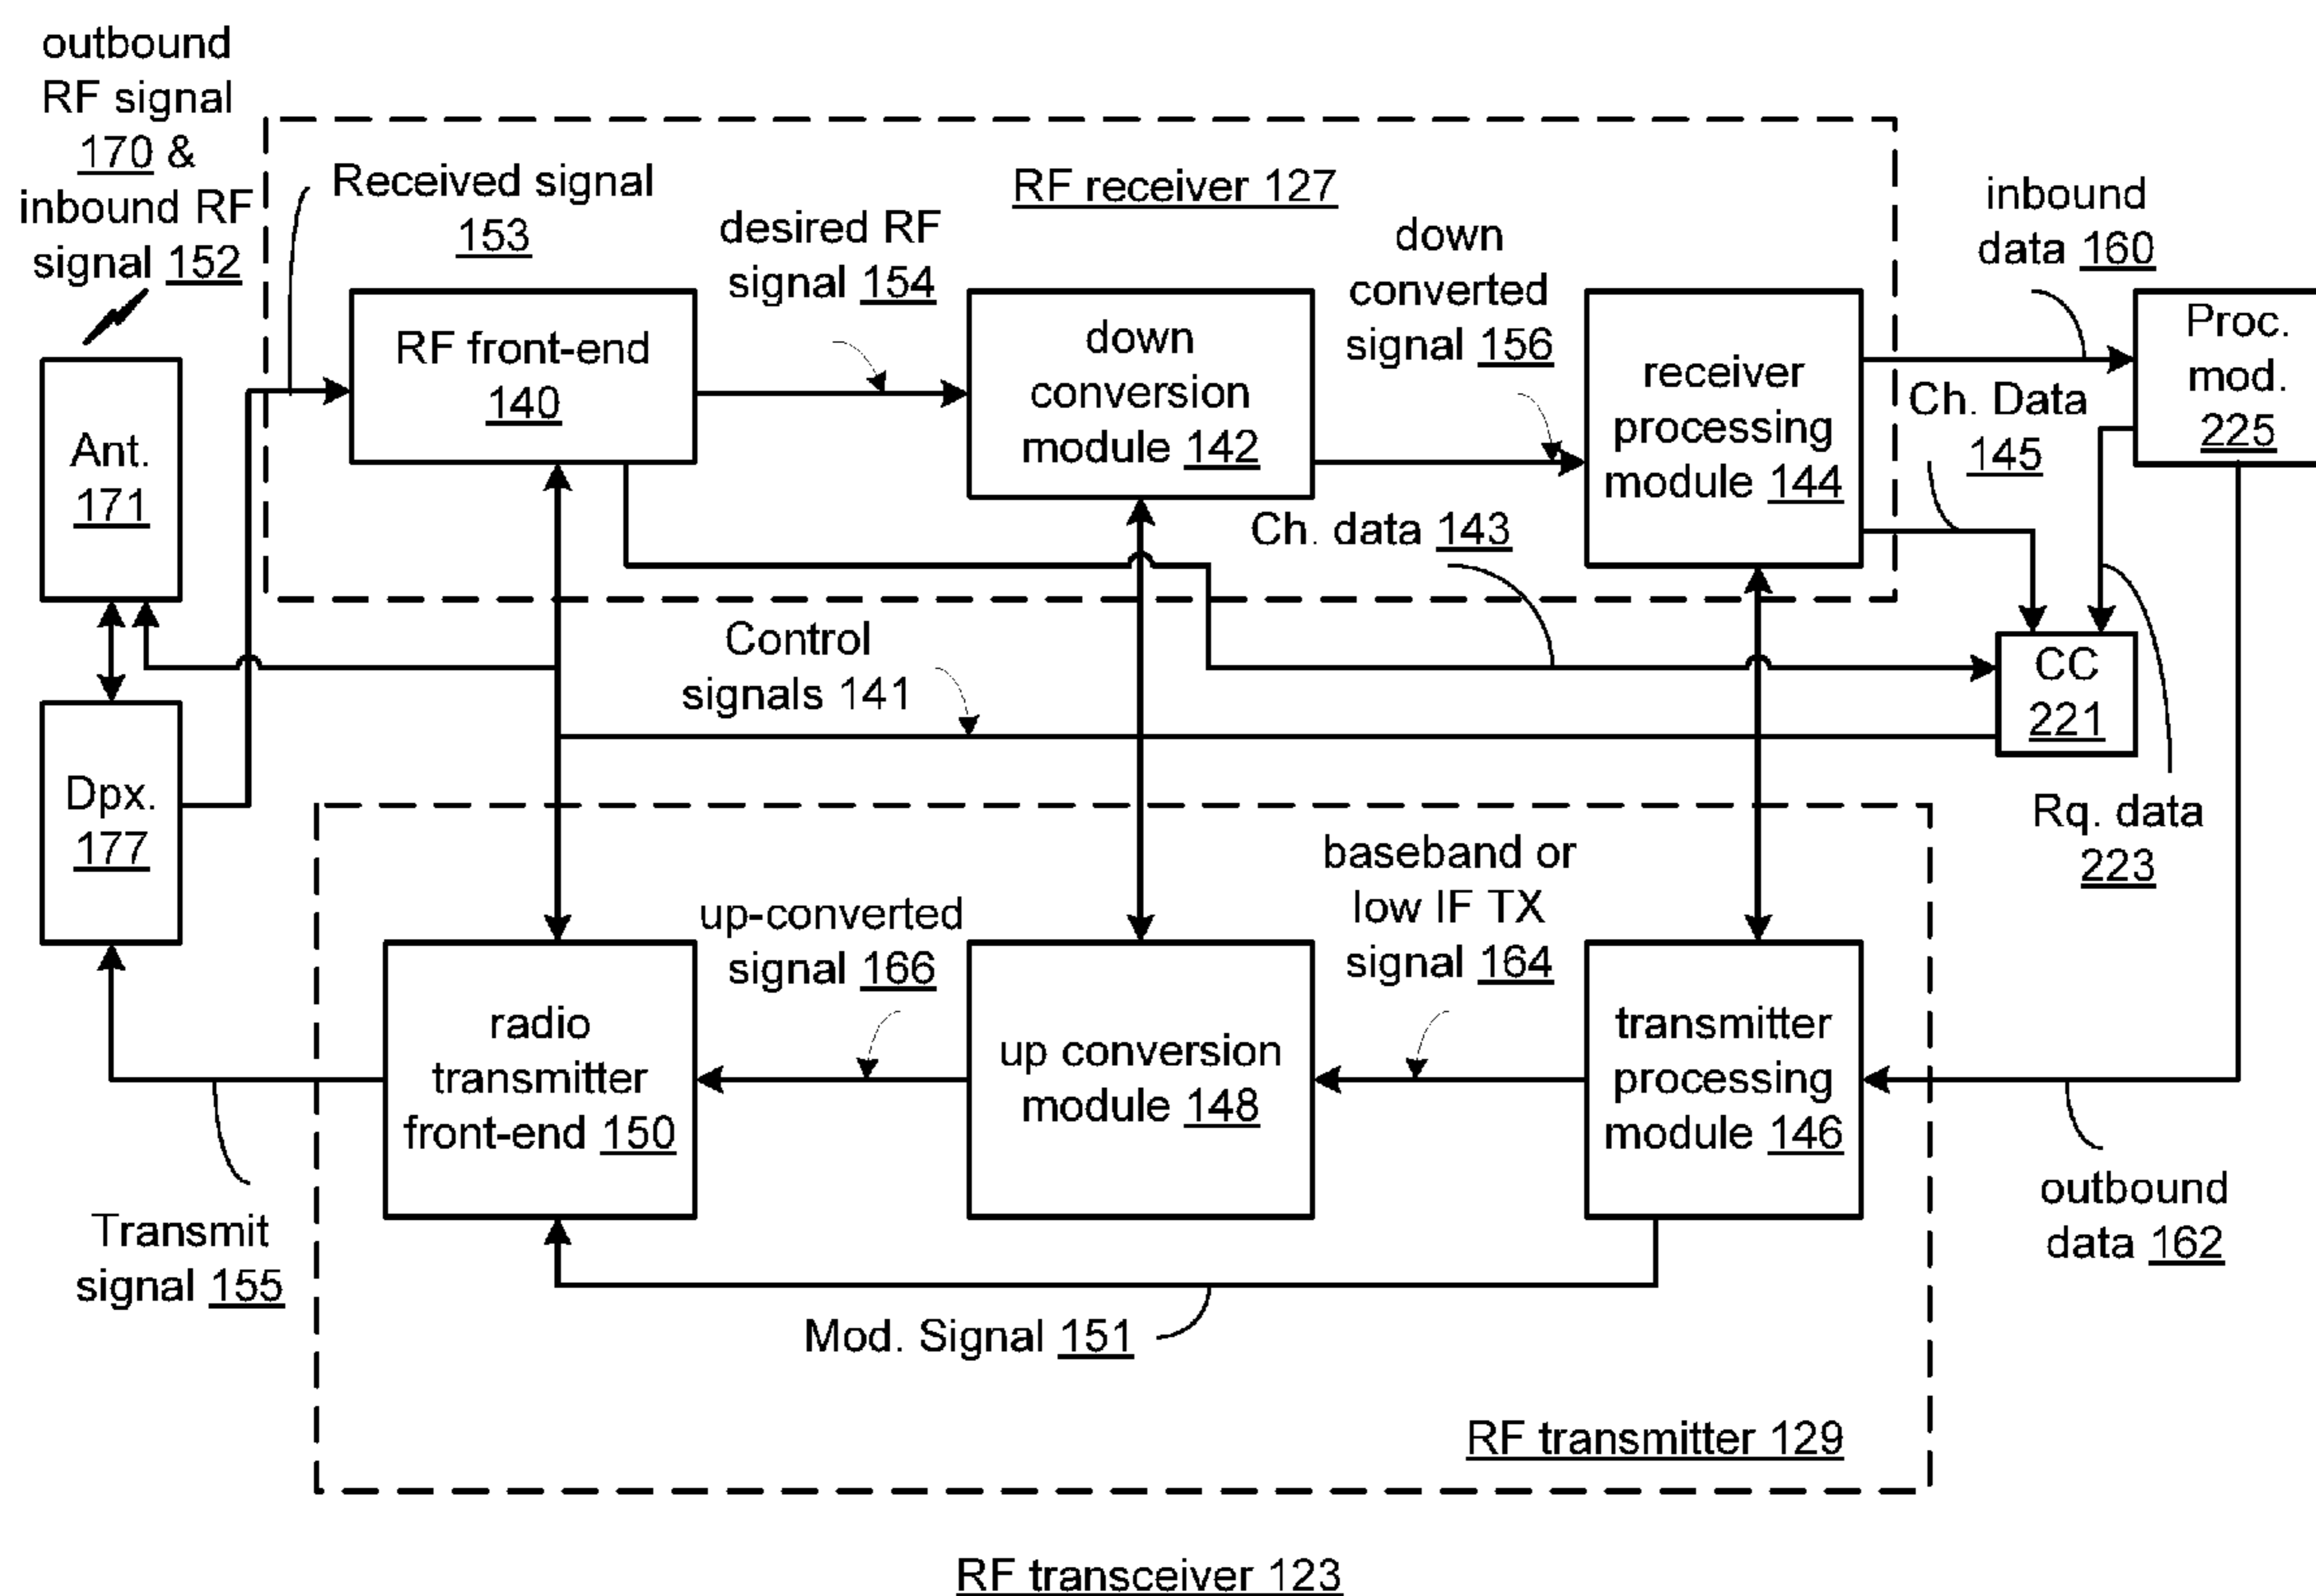 outbound
RF signal
170 &
inbound RF
signal 152
Received signal
153
RF receiver 127
desired RF
signal 154
down
converted
signal 156
inbound
data 160
RF front-end
140
down
conversion
module 142
receiver
processing
module 144
Proc.
mod.
225
Ch. Data
145
Ant.
171
Ch. data 143
Control
signals 141
CC
221
Dpx.
177
Rq. data
223
baseband or
low IF TX
signal 164
up-converted
signal 166
radio
transmitter
front-end 150
up conversion
module 148
transmitter
processing
module 146
outbound
data 162
Transmit
signal 155
Mod. Signal 151
RF transmitter 129
RF transceiver 123